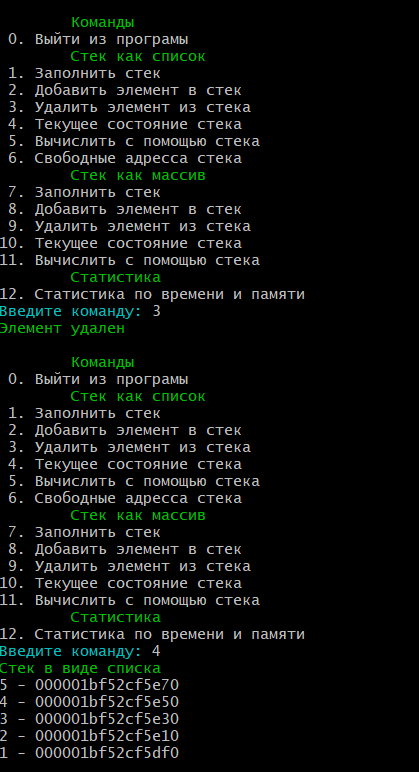 Команды
0. Выйти из програмы
Стек как список
1. Заполнить стек
2. Добавить элемент в стек
3. Удалить элемент из стека
4. Текущее состояние стека
5. Вычислить с помощью стека
6. Свободные адресса стека
Стек как массив
7. Заполнить стек
8. Добавить элемент в стек
9. Удалить элемент из стека
10. Текущее состояние стека
11. Вычислить с помощью стека
Статистика
12. Статистика по времени и памяти
Введите команду: 3
Элемент удален
Команды
0. Выйти из програмы
Стек как список
1. Заполнить стек
2. Добавить элемент в стек
3. Удалить элемент из стека
4. Текущее состояние стека
5. Вычислить с помощью стека
6. Свободные адресса стека
Стек как массив
7. Заполнить стек
8. Добавить элемент в стек
9. Удалить элемент из стека
10. Текущее состояние стека
11. Вычислить с помощью стека
Статистика
12. Статистика по времени и памяти
Введите команду: 4
Стек в виде списка
5 - 000001bf52cf5e70
4 - 000001bf52cf5e50
3 - 000001bf52cf5e30
2 - 000001bf52cf5e10
1 - 000001bf52cf5df0